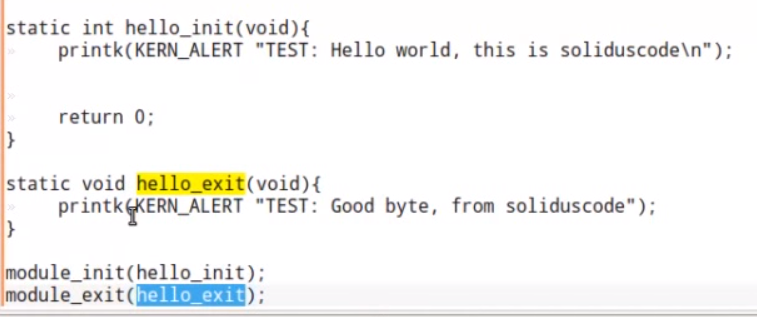 static int hello_init(void){
    printk(KERN_ALERT "TEST: Hello world, this is soliduscode\n");
    return 0;
}
static void hello_exit(void){
    printk(KERN_ALERT "TEST: Good byte, from soliduscode");
}
module_init(hello_init);
module_exit(hello_exit);